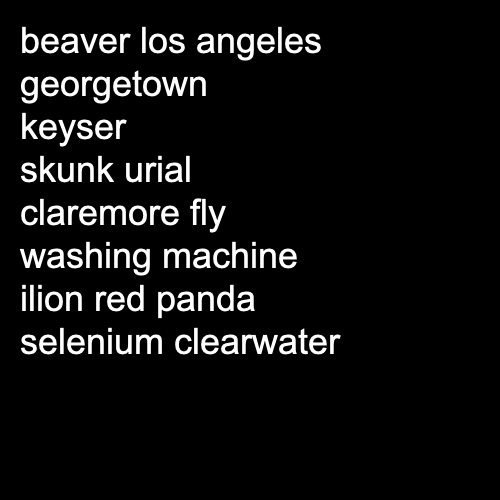 beaver los angeles
georgetown
keyser
skunk urial
claremore fly
washing machine
ilion red panda
selenium clearwater